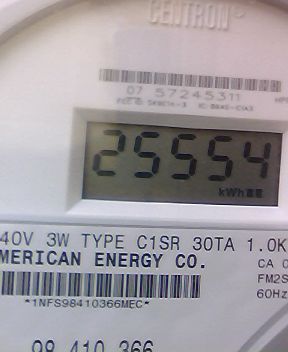 CENTRON®
07 57245311
25554
kWh
40V 3W TYPE C1SR 30TA 1.0K
MERICAN ENERGY CO.
CA 0
FM2S
60Hz
*1NFS98410366MEC*
98 410 366